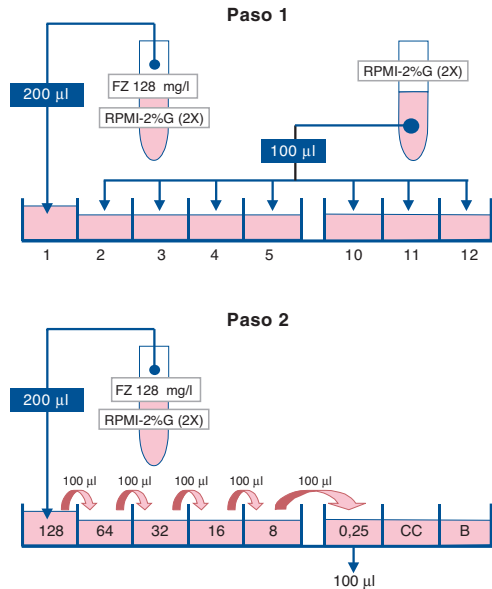 Paso 1
FZ 128 mg/l
RPMI-2%G (2X)
RPMI-2%G (2X)
200 µl
100 µl
1 2 3 4 5 10 11 12
Paso 2
FZ 128 mg/l
RPMI-2%G (2X)
200 µl
100 µl 100 µl 100 µl 100 µl 100 µl
128 64 32 16 8 0,25 CC B
100 µl